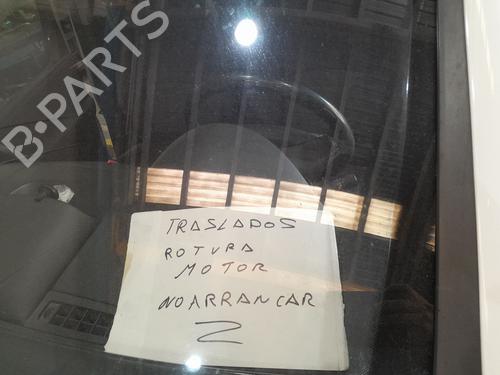 B-PARTS
TRASLADOS
ROTURA
MOTOR
NO ARRANCAR
Z